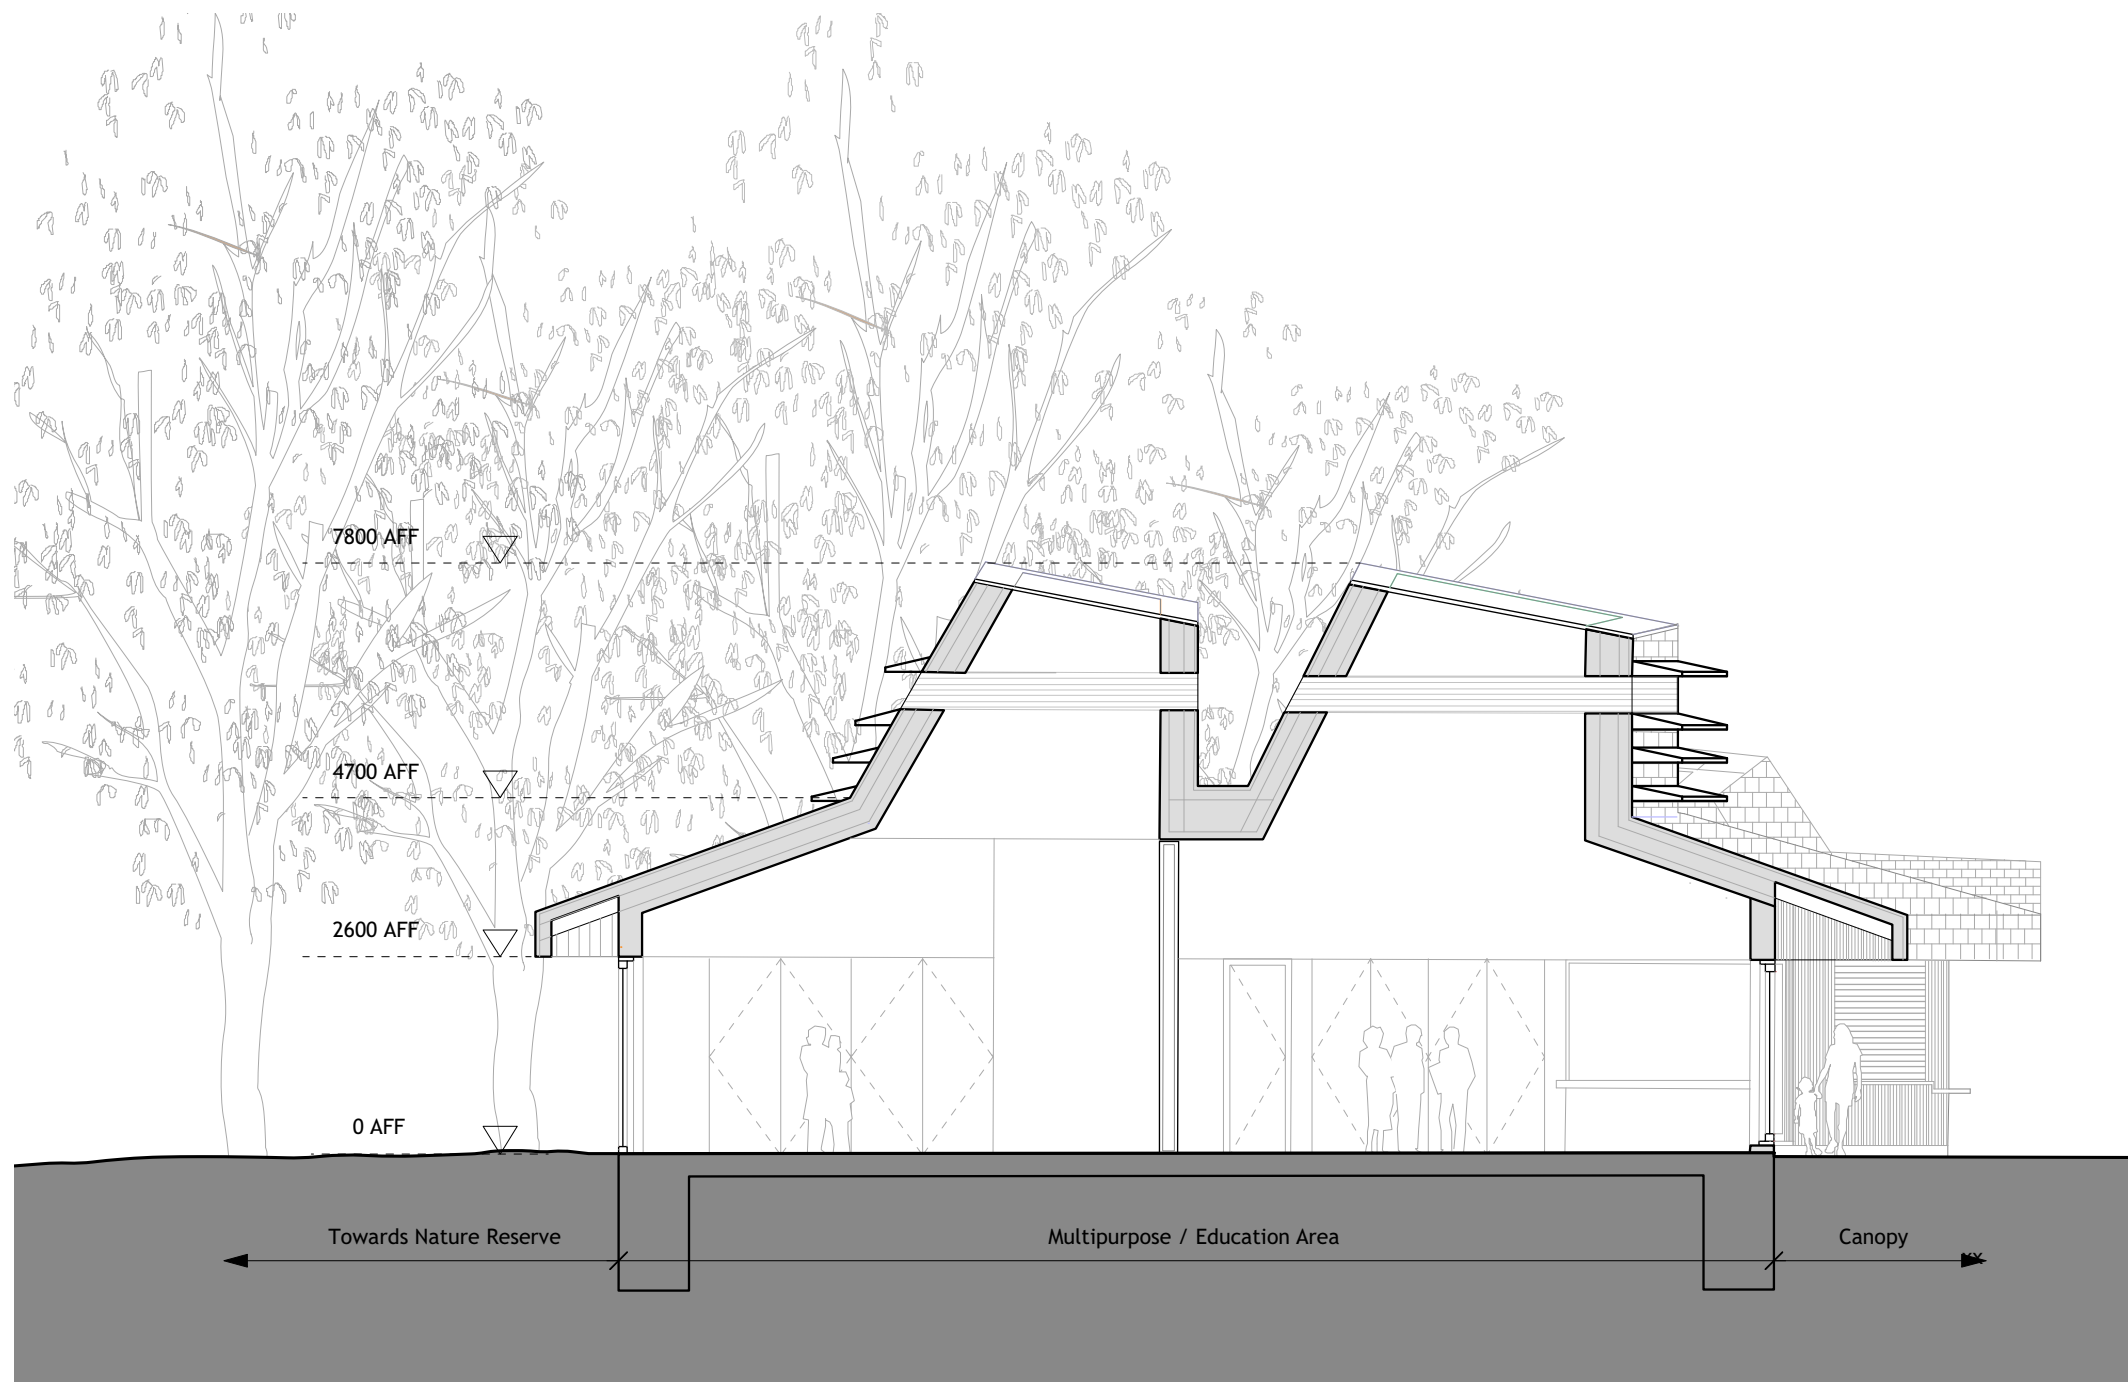 7800 AFF
4700 AFF
2600 AFF
0 AFF
Towards Nature Reserve
Multipurpose / Education Area
Canopy